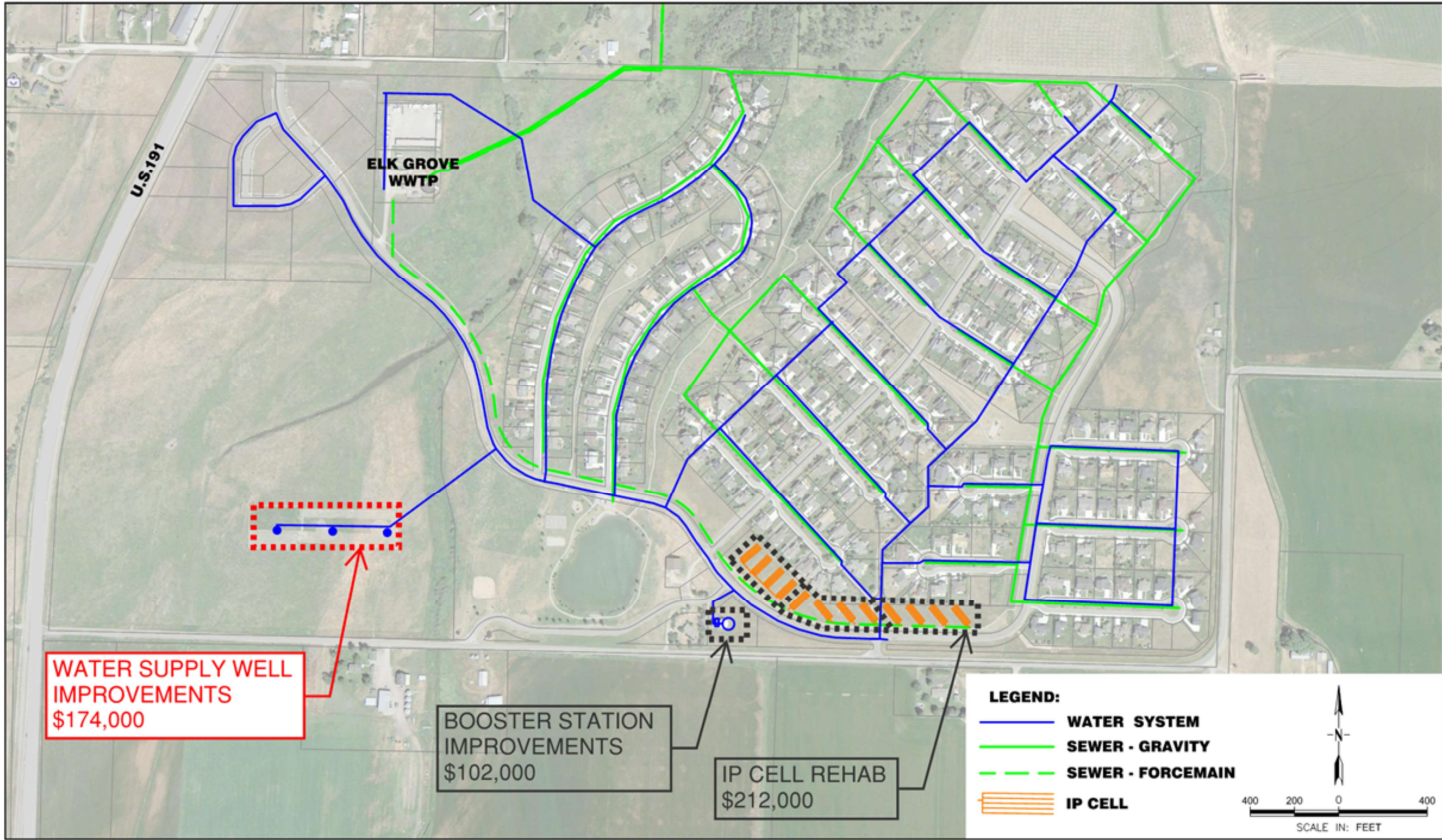 U.S.191
ELK GROVE
WWTP
WATER SUPPLY WELL
IMPROVEMENTS
$174,000
BOOSTER STATION
IMPROVEMENTS
$102,000
IP CELL REHAB
$212,000
LEGEND:
WATER SYSTEM
SEWER - GRAVITY
SEWER - FORCEMAIN
IP CELL
N
400 200 0 400
SCALE IN: FEET